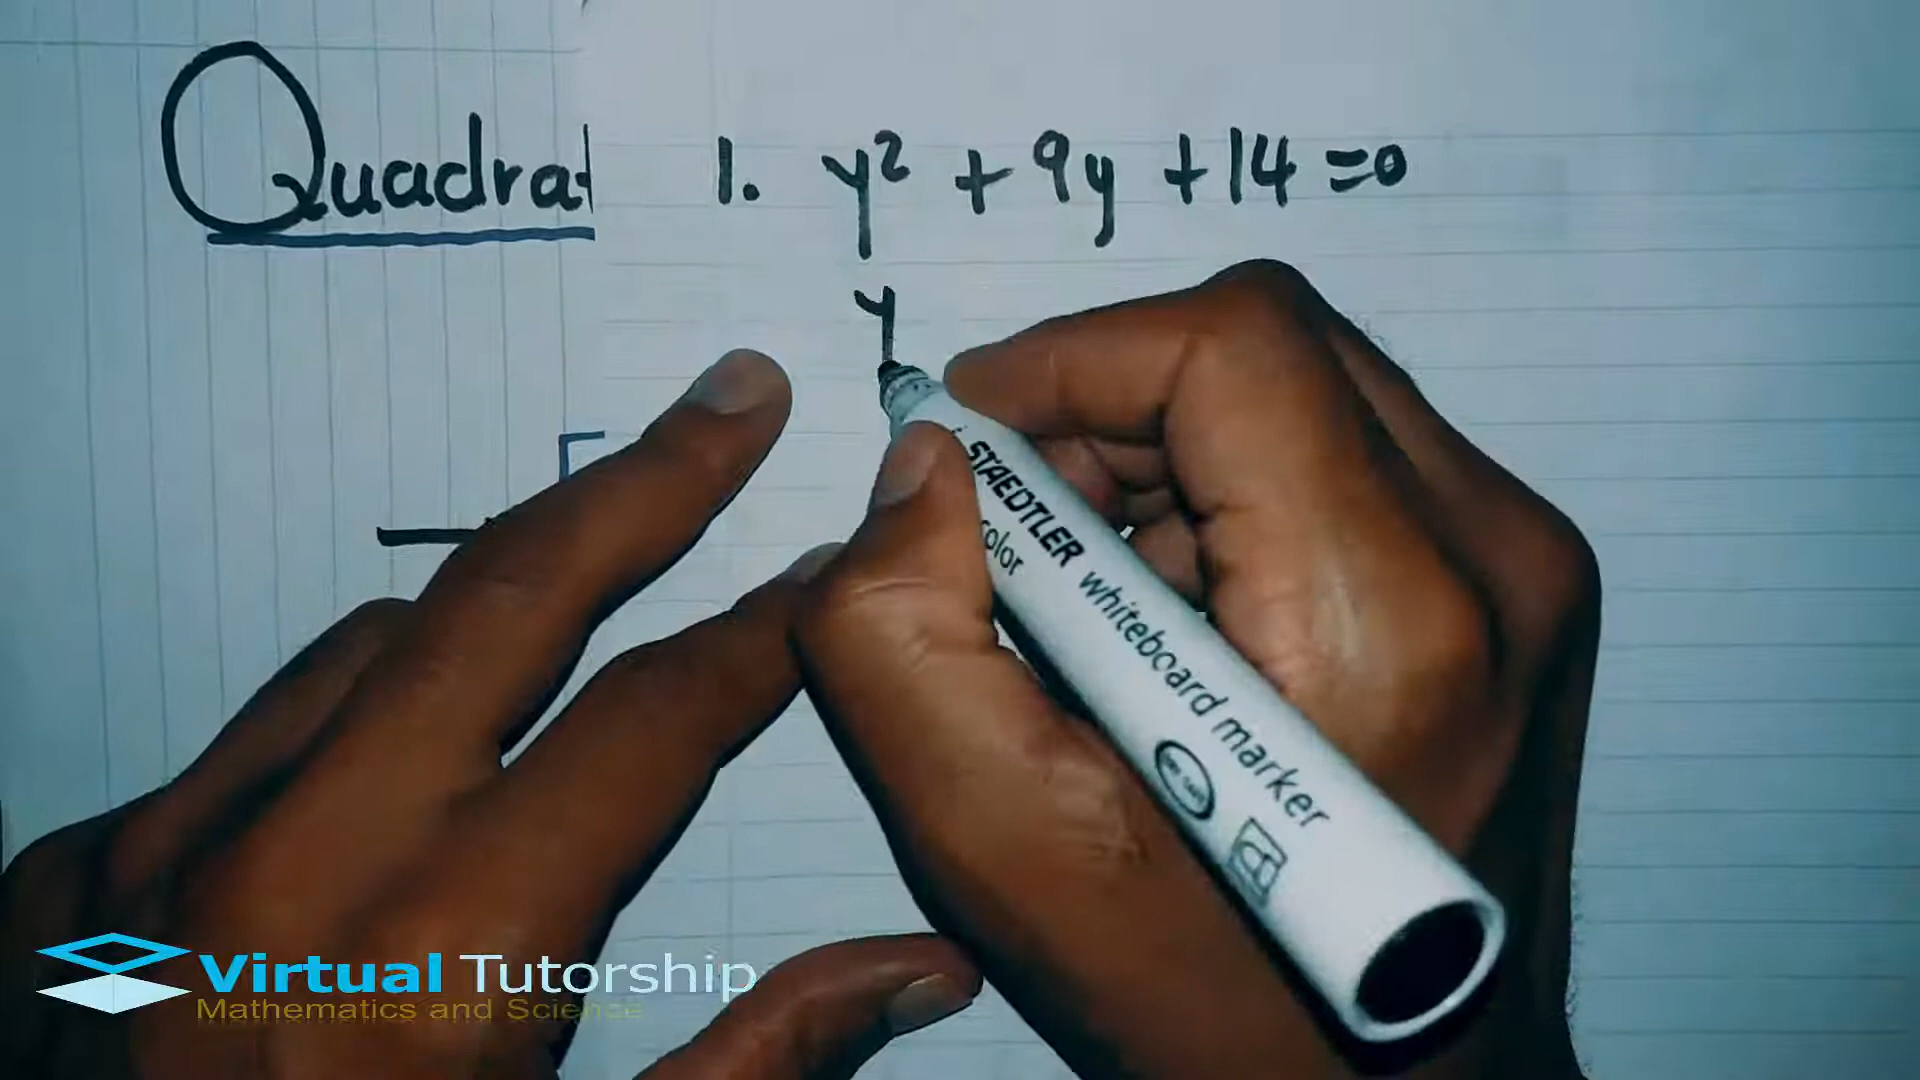 Quadrat
1. y² + 9y + 14 = 0
y
STAEDTLER whiteboard marker
color
Virtual Tutorship
Mathematics and Science